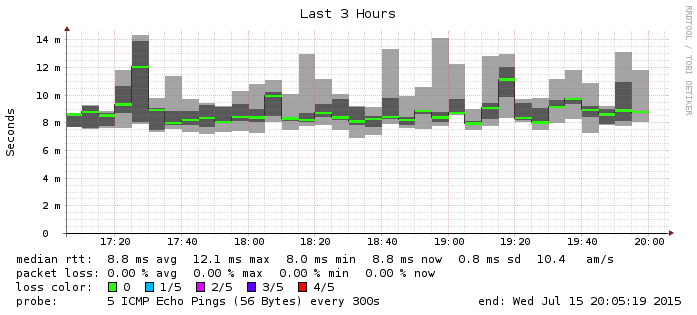 Last 3 Hours
RRDTOOL / TOBI OETIKER
Seconds
14 m
12 m
10 m
8 m
6 m
4 m
2 m
0
17:20 17:40 18:00 18:20 18:40 19:00 19:20 19:40 20:00
median rtt: 8.8 ms avg 12.1 ms max 8.0 ms min 8.8 ms now 0.8 ms sd 10.4 am/s
packet loss: 0.00 % avg 0.00 % max 0.00 % min 0.00 % now
loss color: 0 1/5 2/5 3/5 4/5
probe: 5 ICMP Echo Pings (56 Bytes) every 300s end: Wed Jul 15 20:05:19 2015